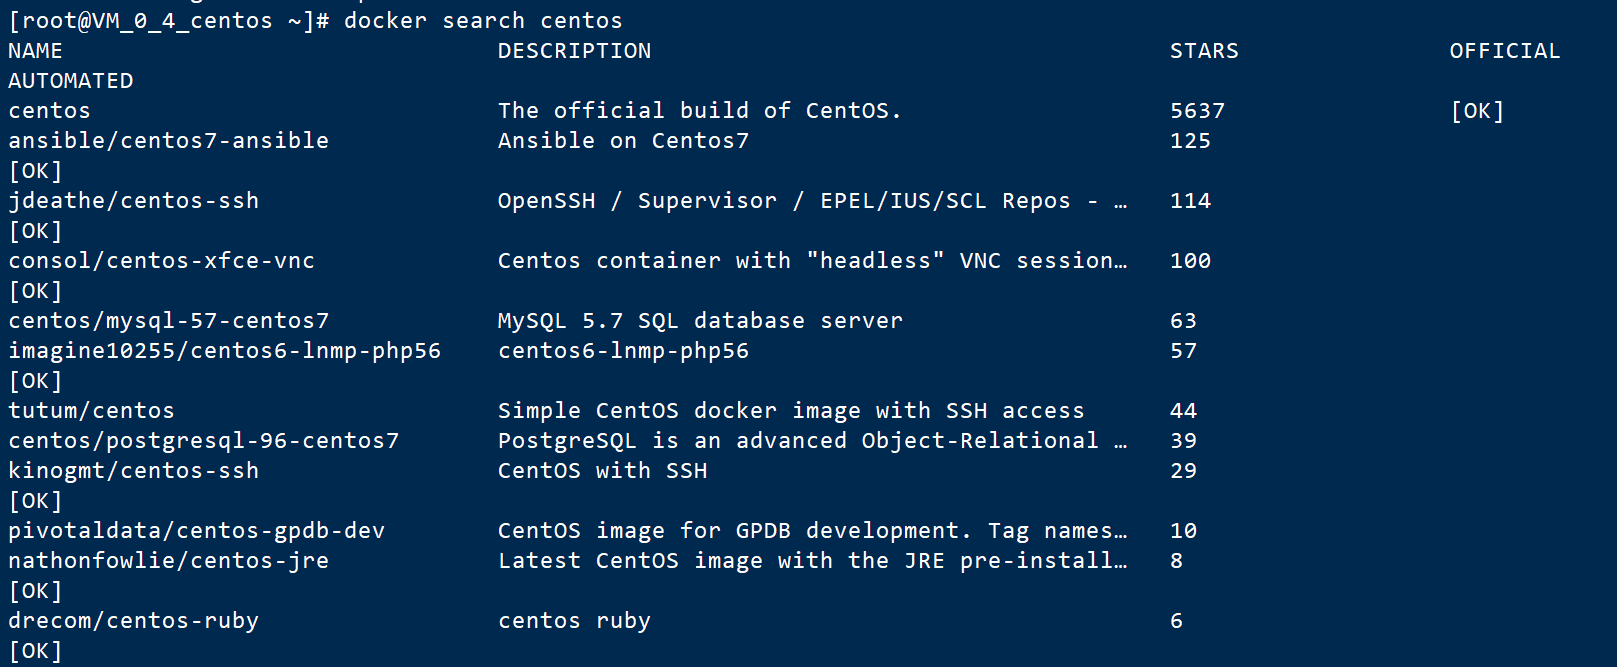 [root@VM_0_4_centos ~]# docker search centos
NAME DESCRIPTION STARS OFFICIAL
AUTOMATED
centos The official build of CentOS. 5637 [OK]
ansible/centos7-ansible Ansible on Centos7 125
[OK]
jdeathe/centos-ssh OpenSSH / Supervisor / EPEL/IUS/SCL Repos - … 114
[OK]
consol/centos-xfce-vnc Centos container with "headless" VNC session… 100
[OK]
centos/mysql-57-centos7 MySQL 5.7 SQL database server 63
imagine10255/centos6-lnmp-php56 centos6-lnmp-php56 57
[OK]
tutum/centos Simple CentOS docker image with SSH access 44
centos/postgresql-96-centos7 PostgreSQL is an advanced Object-Relational … 39
kinogmt/centos-ssh CentOS with SSH 29
[OK]
pivotaldata/centos-gpdb-dev CentOS image for GPDB development. Tag names… 10
nathonfowlie/centos-jre Latest CentOS image with the JRE pre-install… 8
[OK]
drecom/centos-ruby centos ruby 6
[OK]